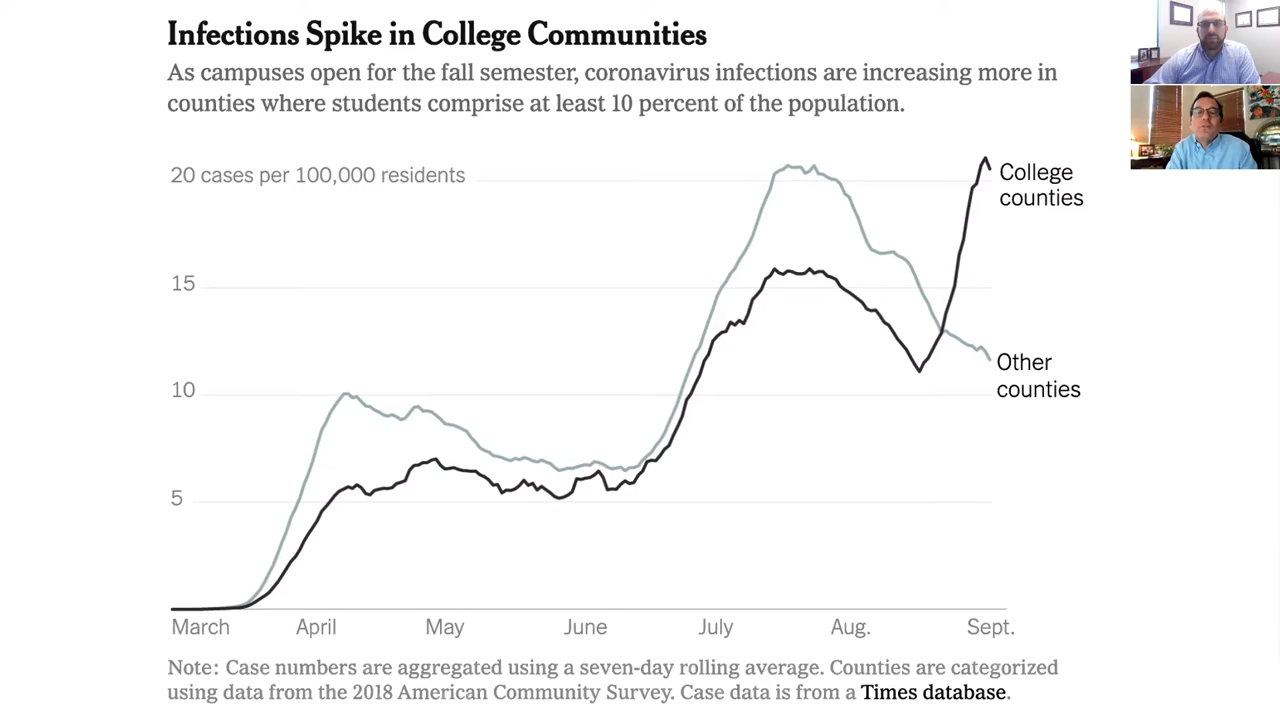 Infections Spike in College Communities
As campuses open for the fall semester, coronavirus infections are increasing more in
counties where students comprise at least 10 percent of the population.
20 cases per 100,000 residents
College
counties
15
Other
counties
10
5
March April May June July Aug. Sept.
Note: Case numbers are aggregated using a seven-day rolling average. Counties are categorized
using data from the 2018 American Community Survey. Case data is from a Times database.